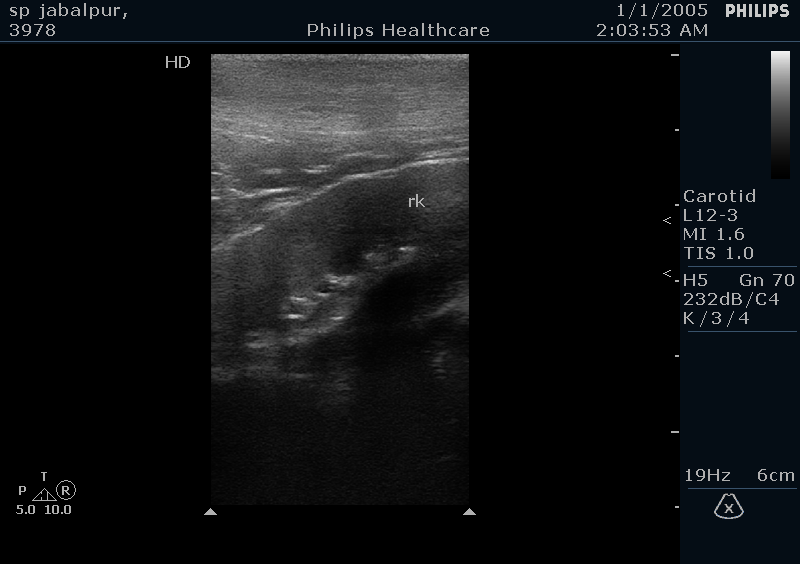 sp jabalpur,
3978
Philips Healthcare
1/1/2005
2:03:53 AM
PHILIPS
HD
rk
Carotid
L12-3
MI 1.6
TIS 1.0
H5 Gn 70
232dB/C4
K/3/4
19Hz 6cm
X
T
P R
5.0 10.0